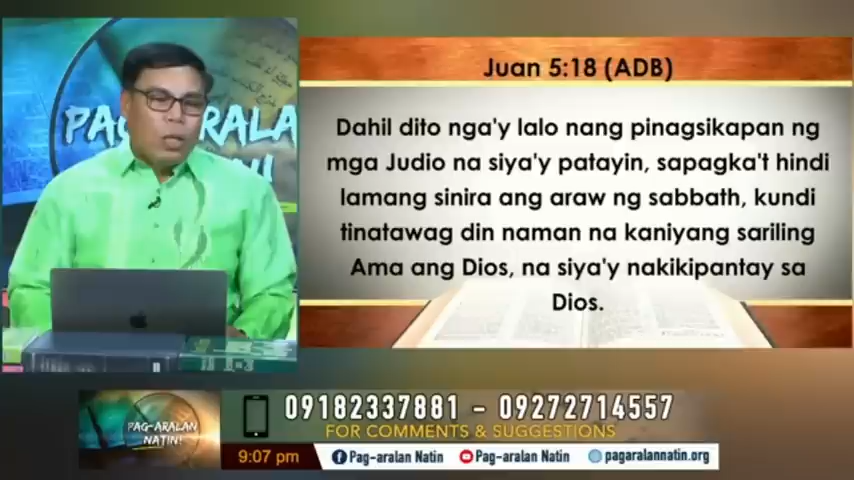 PAG-ARALAN
Juan 5:18 (ADB)
Dahil dito nga'y lalo nang pinagsikapan ng
mga Judio na siya'y patayin, sapagka't hindi
lamang sinira ang araw ng sabbath, kundi
tinatawag din naman na kaniyang sariling
Ama ang Dios, na siya'y nakikipantay sa
Dios.
PAG-ARALAN
NATIN!
09182337881 - 09272714557
FOR COMMENTS & SUGGESTIONS
9:07 pm
Pag-aralan Natin
Pag-aralan Natin
pagaralannatin.org